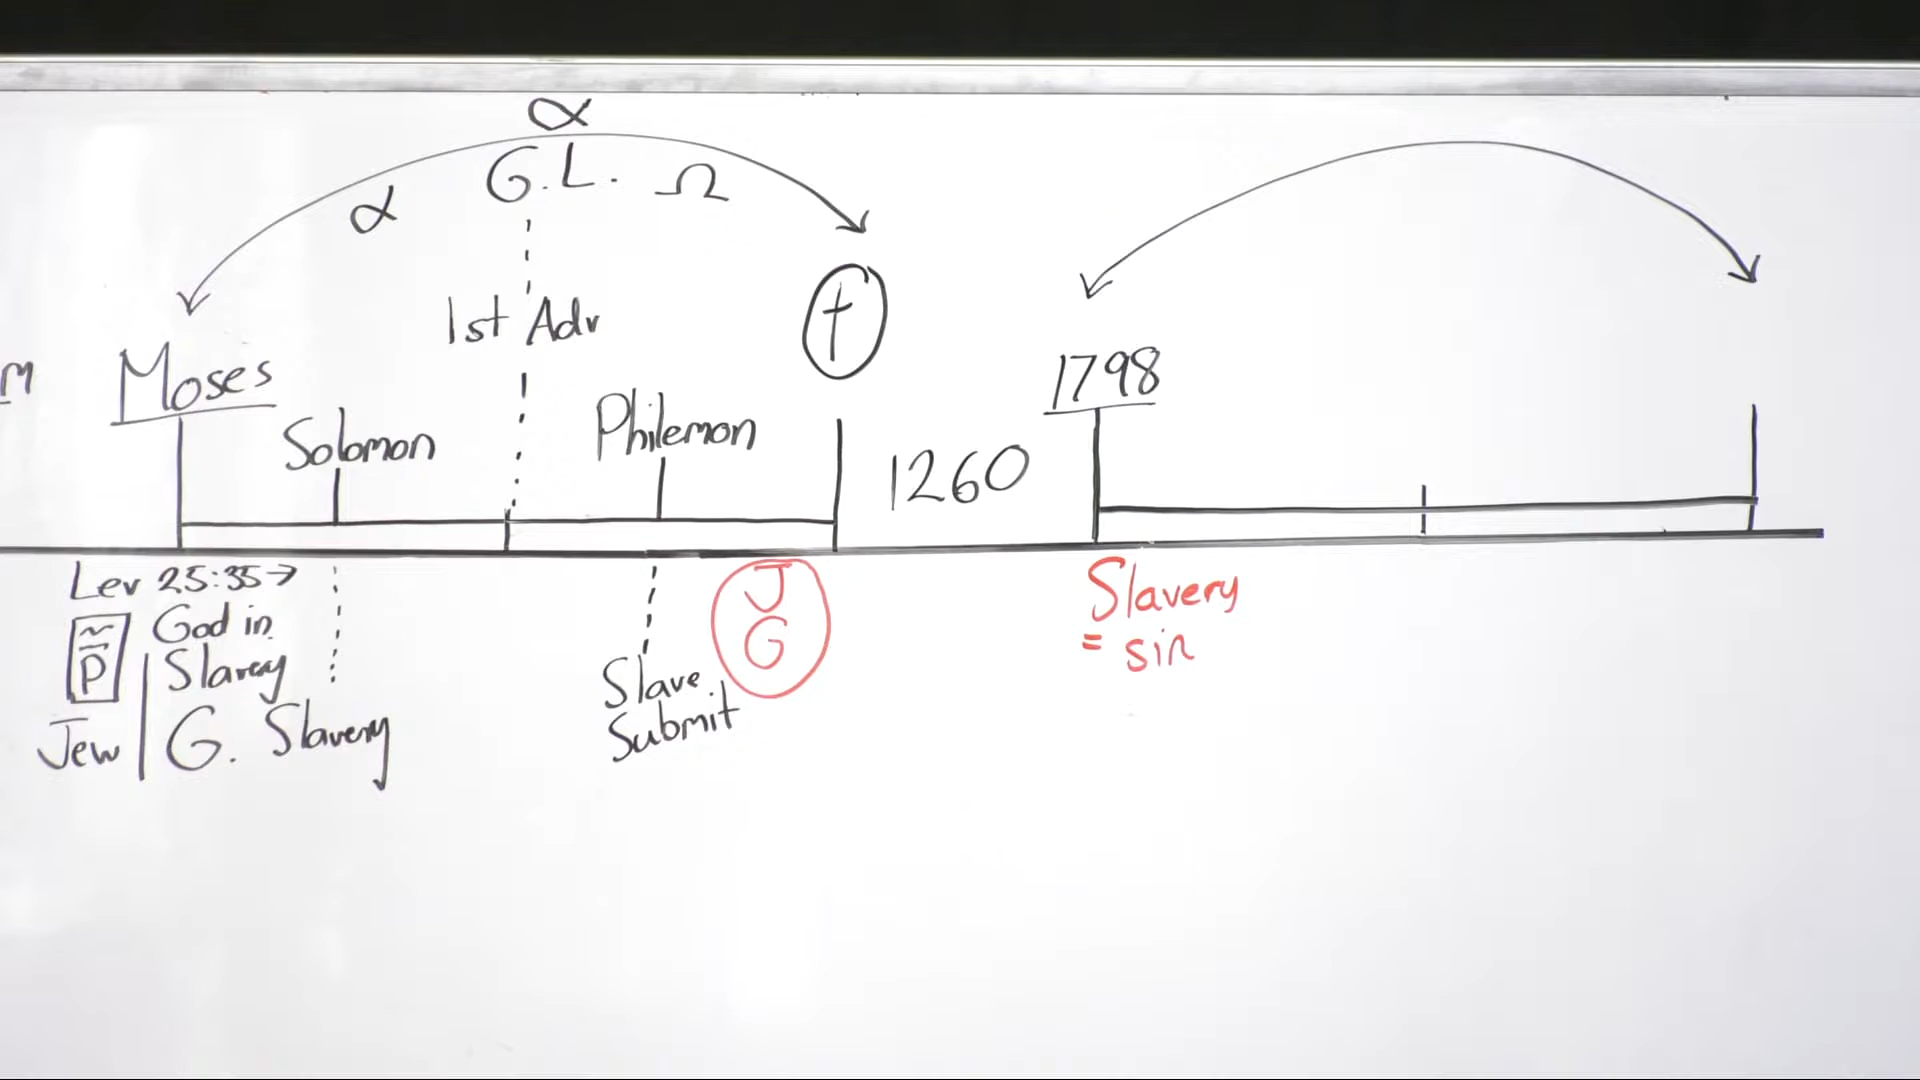 α
G.L.
α
Ω
1st Adv
†
M
Moses
1798
Solomon
Philemon
1260
Lev 25:35→
God in
P
Slavery
Jew
G. Slavery
Slave
Submit
J
G
Slavery
= sin